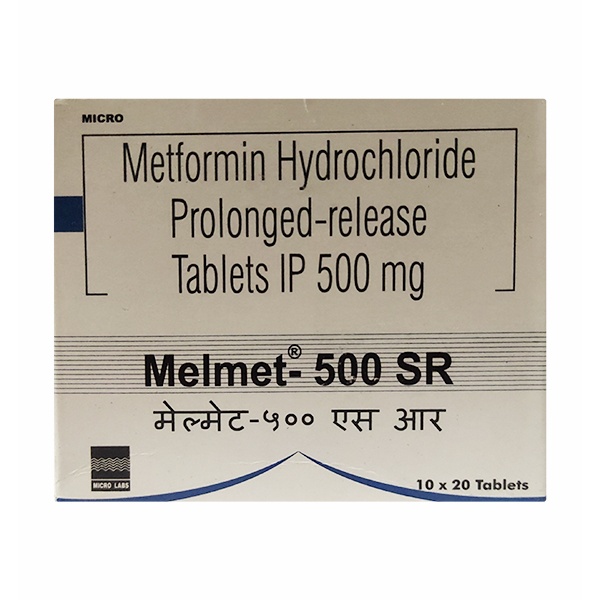 MICRO
Metformin Hydrochloride
Prolonged-release
Tablets IP 500 mg
Melmet®- 500 SR
मेल्मेट-५०० एस आर
MICRO LABS
10 x 20 Tablets